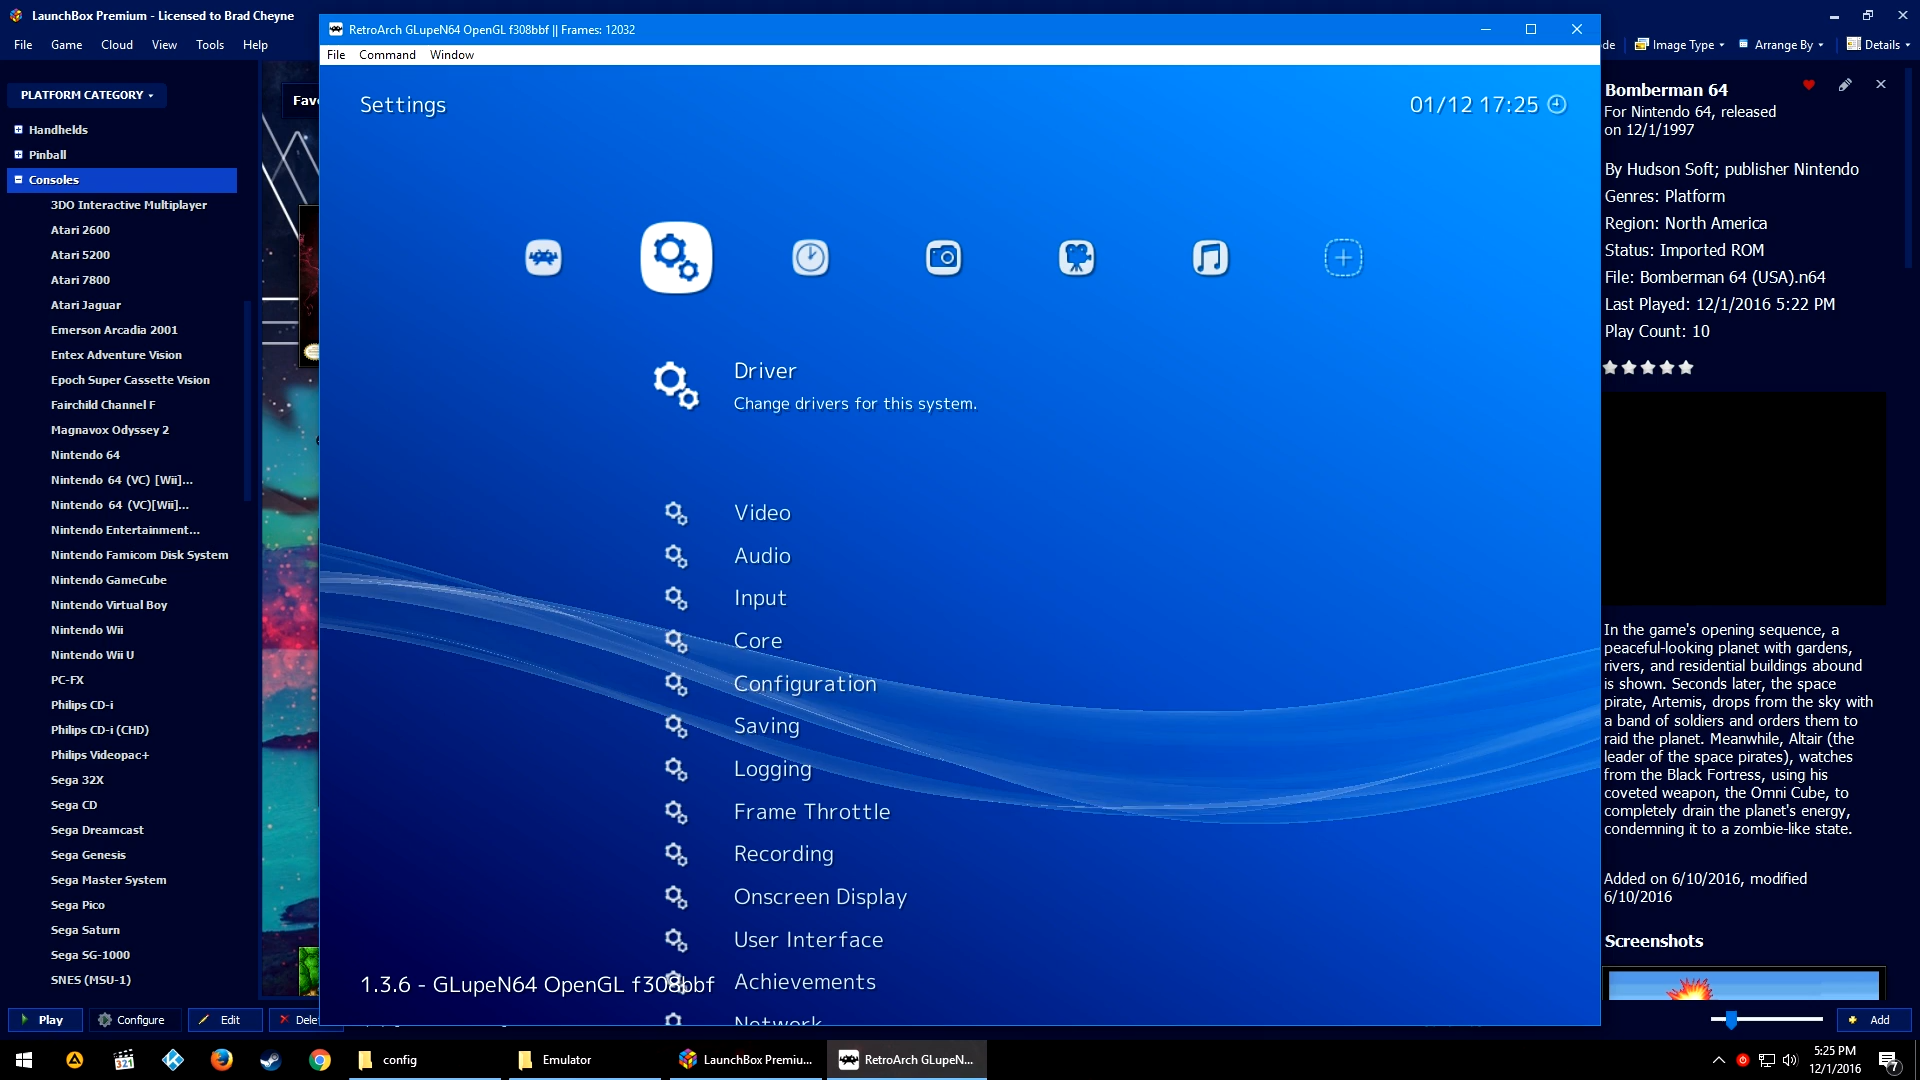 LaunchBox Premium - Licensed to Brad Cheyne
File Game Cloud View Tools Help
de Image Type Arrange By Details
PLATFORM CATEGORY
Handhelds
Pinball
Consoles
3DO Interactive Multiplayer
Atari 2600
Atari 5200
Atari 7800
Atari Jaguar
Emerson Arcadia 2001
Entex Adventure Vision
Epoch Super Cassette Vision
Fairchild Channel F
Magnavox Odyssey 2
Nintendo 64
Nintendo 64 (VC) [Wii]...
Nintendo 64 (VC)[Wii]...
Nintendo Entertainment...
Nintendo Famicom Disk System
Nintendo GameCube
Nintendo Virtual Boy
Nintendo Wii
Nintendo Wii U
PC-FX
Philips CD-i
Philips CD-i (CHD)
Philips Videopac+
Sega 32X
Sega CD
Sega Dreamcast
Sega Genesis
Sega Master System
Sega Pico
Sega Saturn
Sega SG-1000
SNES (MSU-1)
Fav
RetroArch GLupeN64 OpenGL f308bbf || Frames: 12032
File Command Window
Settings
01/12 17:25
Driver
Change drivers for this system.
Video
Audio
Input
Core
Configuration
Saving
Logging
Frame Throttle
Recording
Onscreen Display
User Interface
Achievements
Network
1.3.6 - GLupeN64 OpenGL f308bbf
Bomberman 64
For Nintendo 64, released
on 12/1/1997
By Hudson Soft; publisher Nintendo
Genres: Platform
Region: North America
Status: Imported ROM
File: Bomberman 64 (USA).n64
Last Played: 12/1/2016 5:22 PM
Play Count: 10
In the game's opening sequence, a
peaceful-looking planet with gardens,
rivers, and residential buildings abound
is shown. Seconds later, the space
pirate, Artemis, drops from the sky with
a band of soldiers and orders them to
raid the planet. Meanwhile, Altair (the
leader of the space pirates), watches
from the Black Fortress, using his
coveted weapon, the Omni Cube, to
completely drain the planet's energy,
condemning it to a zombie-like state.
Added on 6/10/2016, modified
6/10/2016
Screenshots
Play Configure Edit Dele
Add
321
config
Emulator
LaunchBox Premiu...
RetroArch GLupeN...
5:25 PM
12/1/2016
7